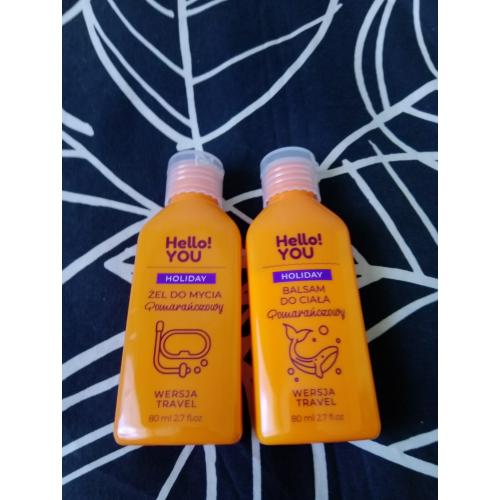 Hello!
YOU
HOLIDAY
ŻEL DO MYCIA
Pomarańczowy
WERSJA
TRAVEL
80 ml 2.7 fl.oz
Hello!
YOU
HOLIDAY
BALSAM
DO CIAŁA
Pomarańczowy
WERSJA
TRAVEL
80 ml 2.7 fl.oz